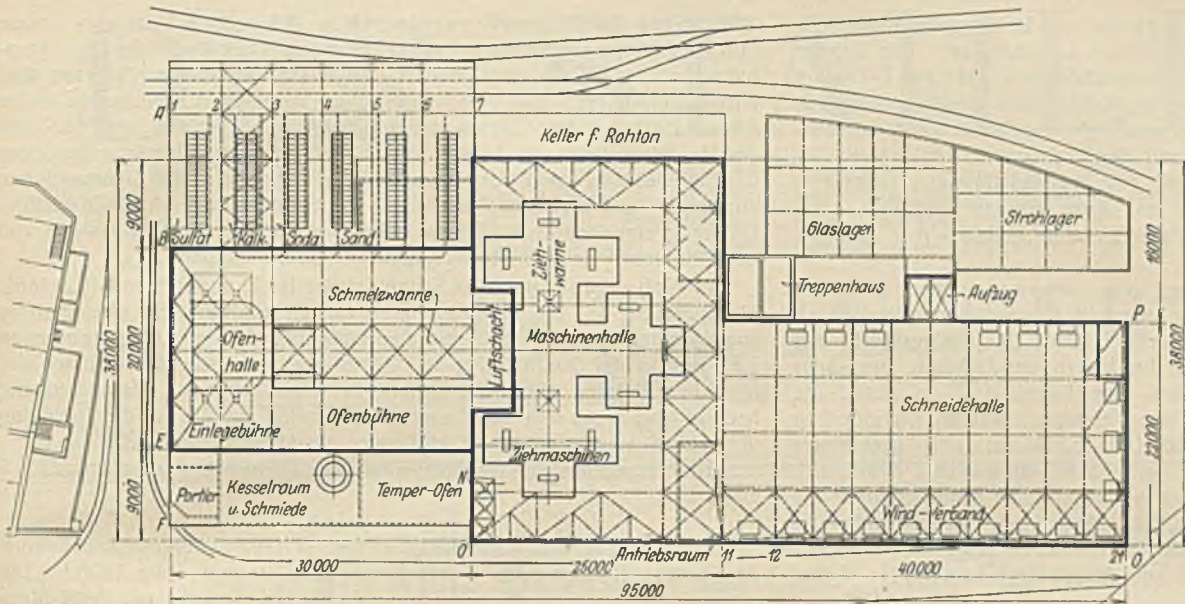 A
1 2 3 4 5 6 7
Keller f. Rohton
9000
B
Sulfat Kalk Soda Sand
Zieh-
wanne
Glaslager
Strohlager
Treppenhaus
Aufzug
P
Schmelzwanne
Ofen-
halle
Luftschacht
Maschinenhalle
38000
20000
Ofenbühne
Einlegebühne
E
Schneidehalle
22000
38000
Ziehmaschinen
Portier
Kesselraum
u. Schmiede
Temper-Ofen
N
9000
F
Wind-Verband
O
Antriebsraum 11 12
21
O
30000
25000
40000
95000